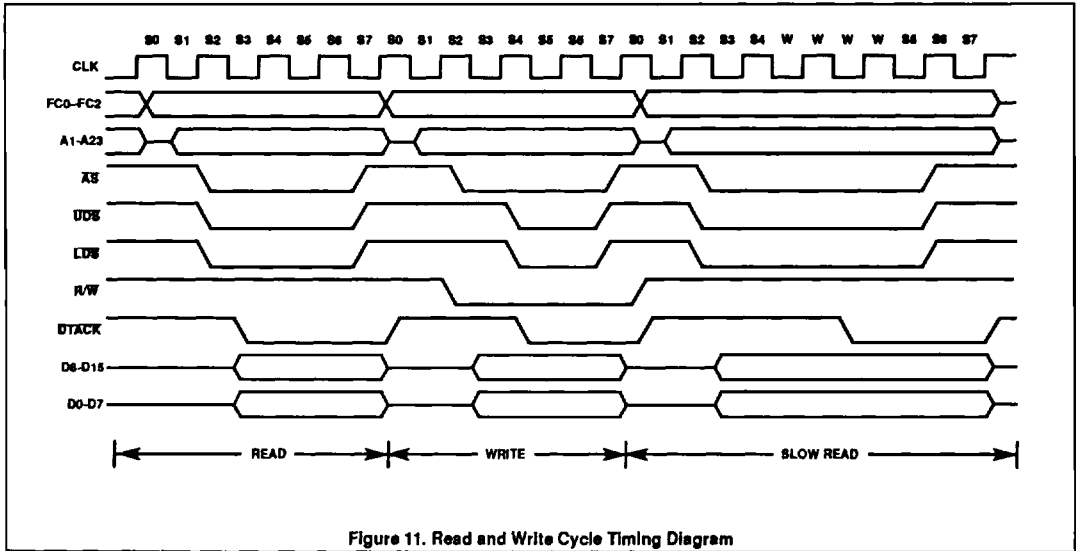 S0 S1 S2 S3 S4 S5 S6 S7 S0 S1 S2 S3 S4 S5 S6 S7 S0 S1 S2 S3 S4 W W W W S5 S6 S7
CLK
FC0–FC2
A1-A23
AS
UDS
LDS
R/W
DTACK
D8-D15
D0-D7
READ WRITE SLOW READ
Figure 11. Read and Write Cycle Timing Diagram